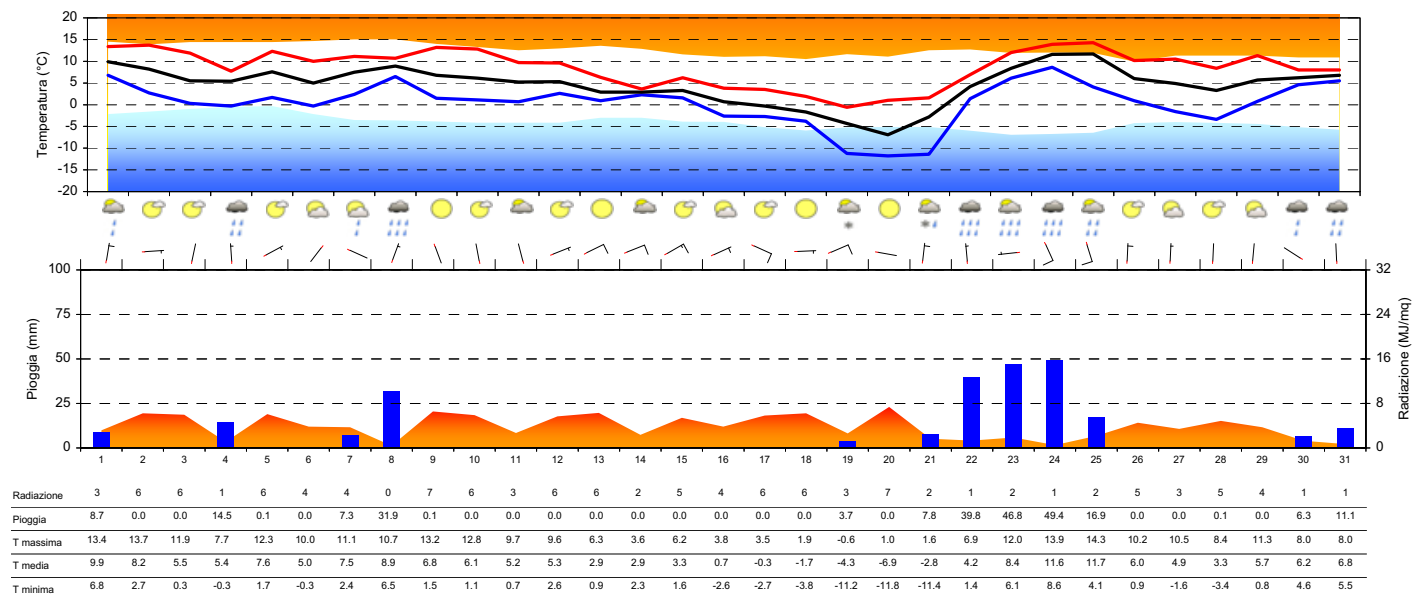 20
15
10
5
0
-5
-10
-15
-20
Temperatura (°C)
100
75
50
25
0
Pioggia (mm)
32
24
16
8
0
Radiazione (MJ/mq)
1 2 3 4 5 6 7 8 9 10 11 12 13 14 15 16 17 18 19 20 21 22 23 24 25 26 27 28 29 30 31
Radiazione 3 6 6 1 6 4 4 0 7 6 3 6 6 2 5 4 6 6 3 7 2 1 2 1 2 5 3 5 4 1 1
Pioggia 8.7 0.0 0.0 14.5 0.1 0.0 7.3 31.9 0.1 0.0 0.0 0.0 0.0 0.0 0.0 0.0 0.0 0.0 3.7 0.0 7.8 39.8 46.8 49.4 16.9 0.0 0.0 0.1 0.0 6.3 11.1
T massima 13.4 13.7 11.9 7.7 12.3 10.0 11.1 10.7 13.2 12.8 9.7 9.6 6.3 3.6 6.2 3.8 3.5 1.9 -0.6 1.0 1.6 6.9 12.0 13.9 14.3 10.2 10.5 8.4 11.3 8.0 8.0
T media 9.9 8.2 5.5 5.4 7.6 5.0 7.5 8.9 6.8 6.1 5.2 5.3 2.9 2.9 3.3 0.7 -0.3 -1.7 -4.3 -6.9 -2.8 4.2 8.4 11.6 11.7 6.0 4.9 3.3 5.7 6.2 6.8
T minima 6.8 2.7 0.3 -0.3 1.7 -0.3 2.4 6.5 1.5 1.1 0.7 2.6 0.9 2.3 1.6 -2.6 -2.7 -3.8 -11.2 -11.8 -11.4 1.4 6.1 8.6 4.1 0.9 -1.6 -3.4 0.8 4.6 5.5